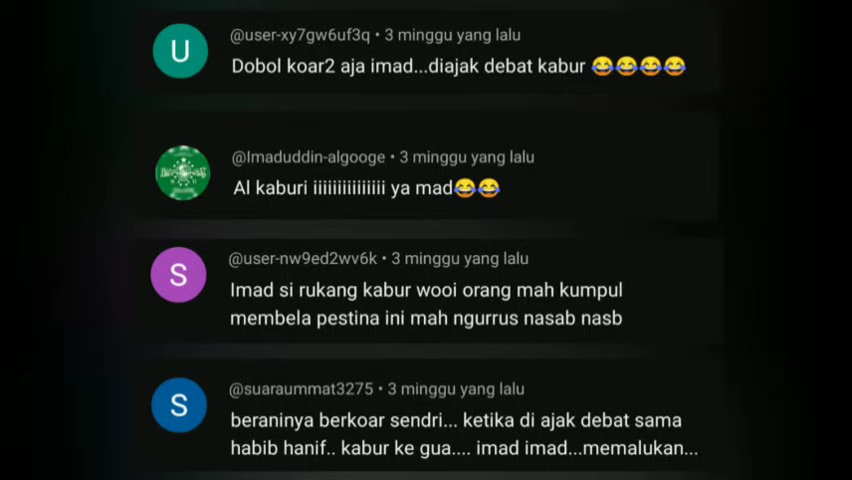 U
@user-xy7gw6uf3q • 3 minggu yang lalu
Dobol koar2 aja imad...diajak debat kabur 😂😂😂😂
@Imaduddin-algooge • 3 minggu yang lalu
Al kaburi iiiiiiiiiiiiiii ya mad😂😂
S
@user-nw9ed2wv6k • 3 minggu yang lalu
Imad si rukang kabur wooi orang mah kumpul
membela pestina ini mah ngurrus nasab nasb
S
@suaraummat3275 • 3 minggu yang lalu
beraninya berkoar sendri... ketika di ajak debat sama
habib hanif.. kabur ke gua.... imad imad...memalukan...